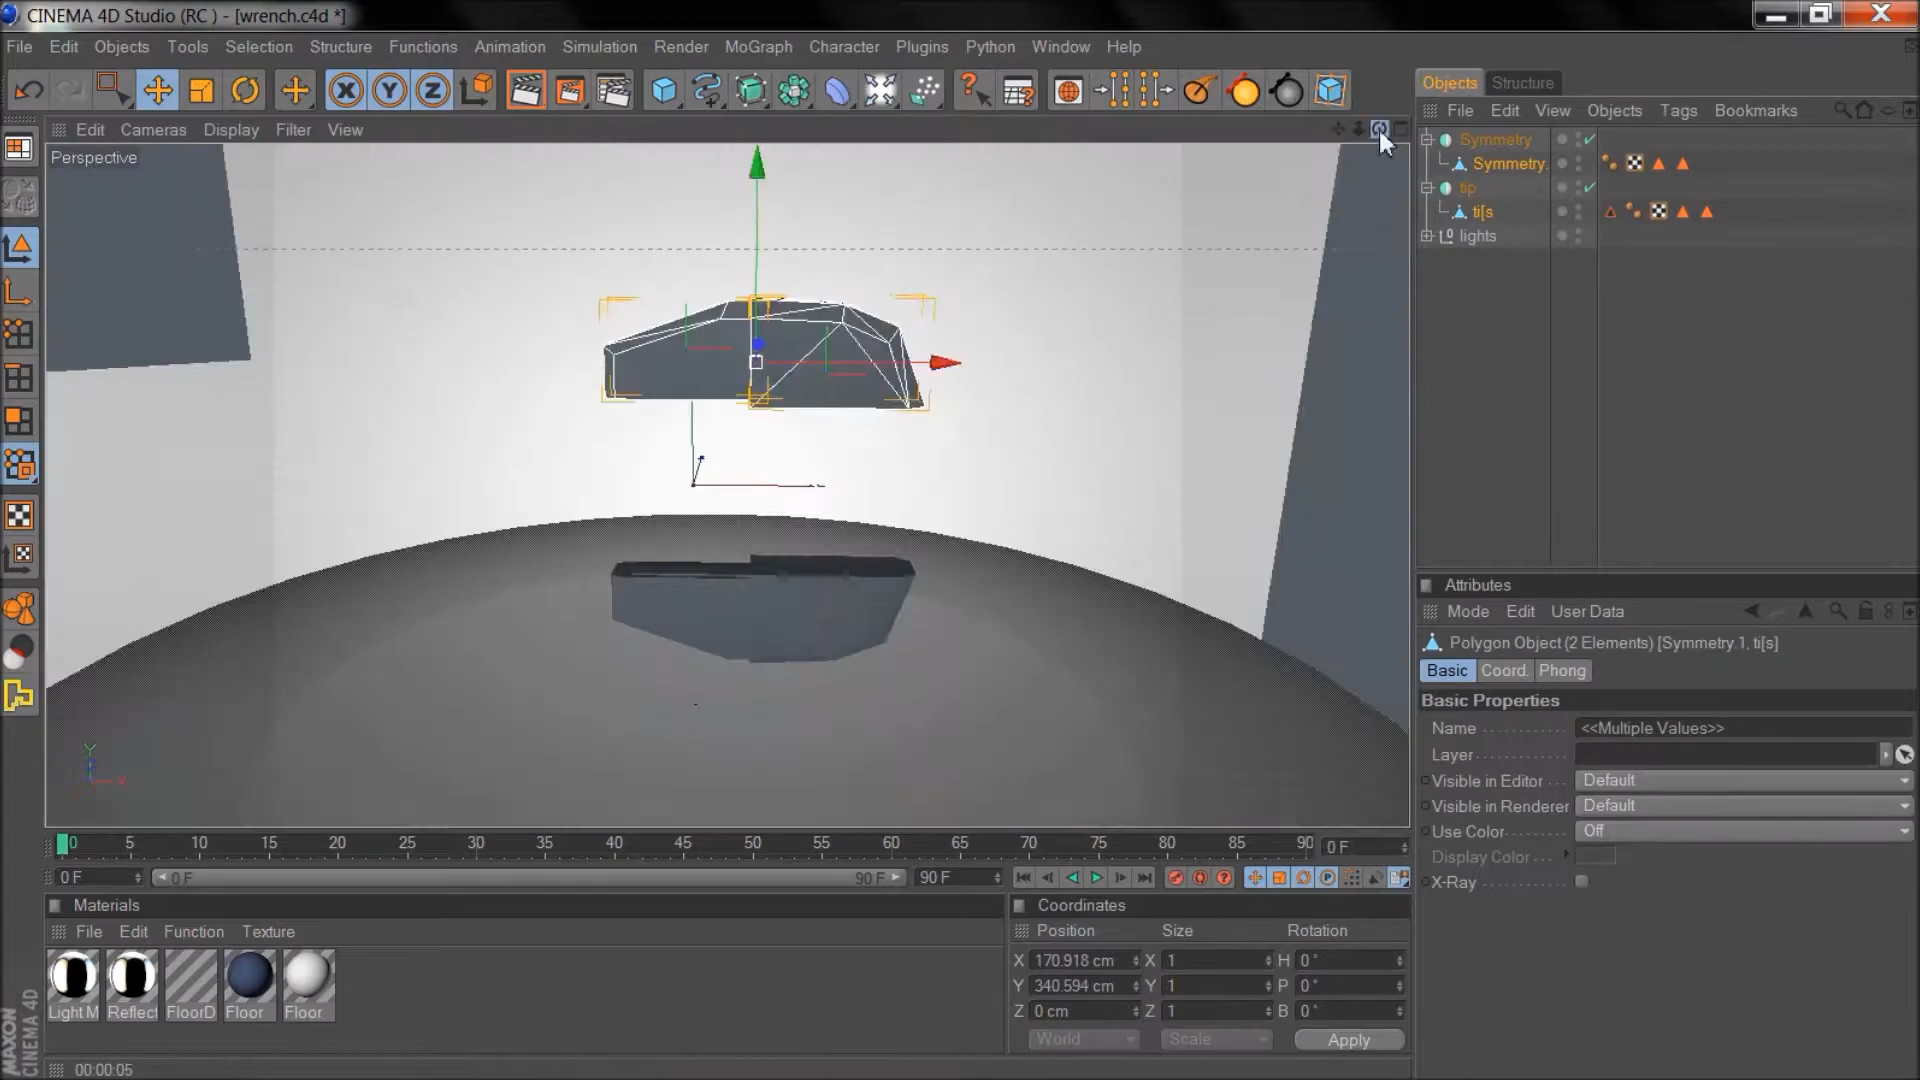 CINEMA 4D Studio (RC ) - [wrench.c4d *]
File Edit Objects Tools Selection Structure Functions Animation Simulation Render MoGraph Character Plugins Python Window Help
X Y Z
Objects Structure
File Edit View Objects Tags Bookmarks
Edit Cameras Display Filter View
Perspective
Symmetry
Symmetry.
tip
ti[s
lights
Attributes
Mode Edit User Data
Polygon Object (2 Elements) [Symmetry.1, ti[s]
Basic Coord. Phong
Basic Properties
Name <<Multiple Values>>
Layer
Visible in Editor Default
Visible in Renderer Default
Use Color Off
Display Color
X-Ray
Y
X
0 5 10 15 20 25 30 35 40 45 50 55 60 65 70 75 80 85 90 0 F
0 F 0 F 90 F 90 F
Materials
File Edit Function Texture
Light M Reflect FloorD Floor Floor
Coordinates
Position Size Rotation
X 170.918 cm X 1 H 0 °
Y 340.594 cm Y 1 P 0 °
Z 0 cm Z 1 B 0 °
World Scale Apply
MAXON
CINEMA 4D
00:00:05